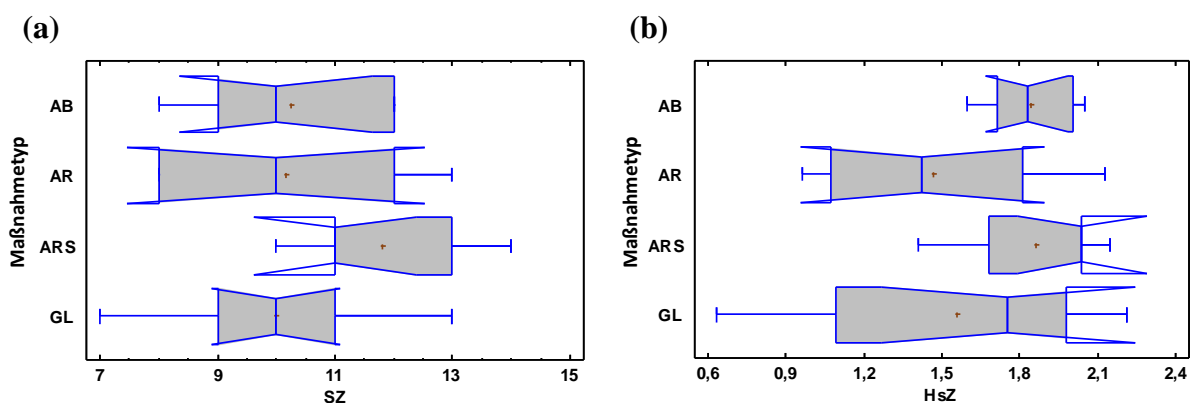 (a)
Maßnahmetyp
AB
AR
ARS
GL
7 9 11 13 15
SZ
(b)
Maßnahmetyp
AB
AR
ARS
GL
0,6 0,9 1,2 1,5 1,8 2,1 2,4
HsZ